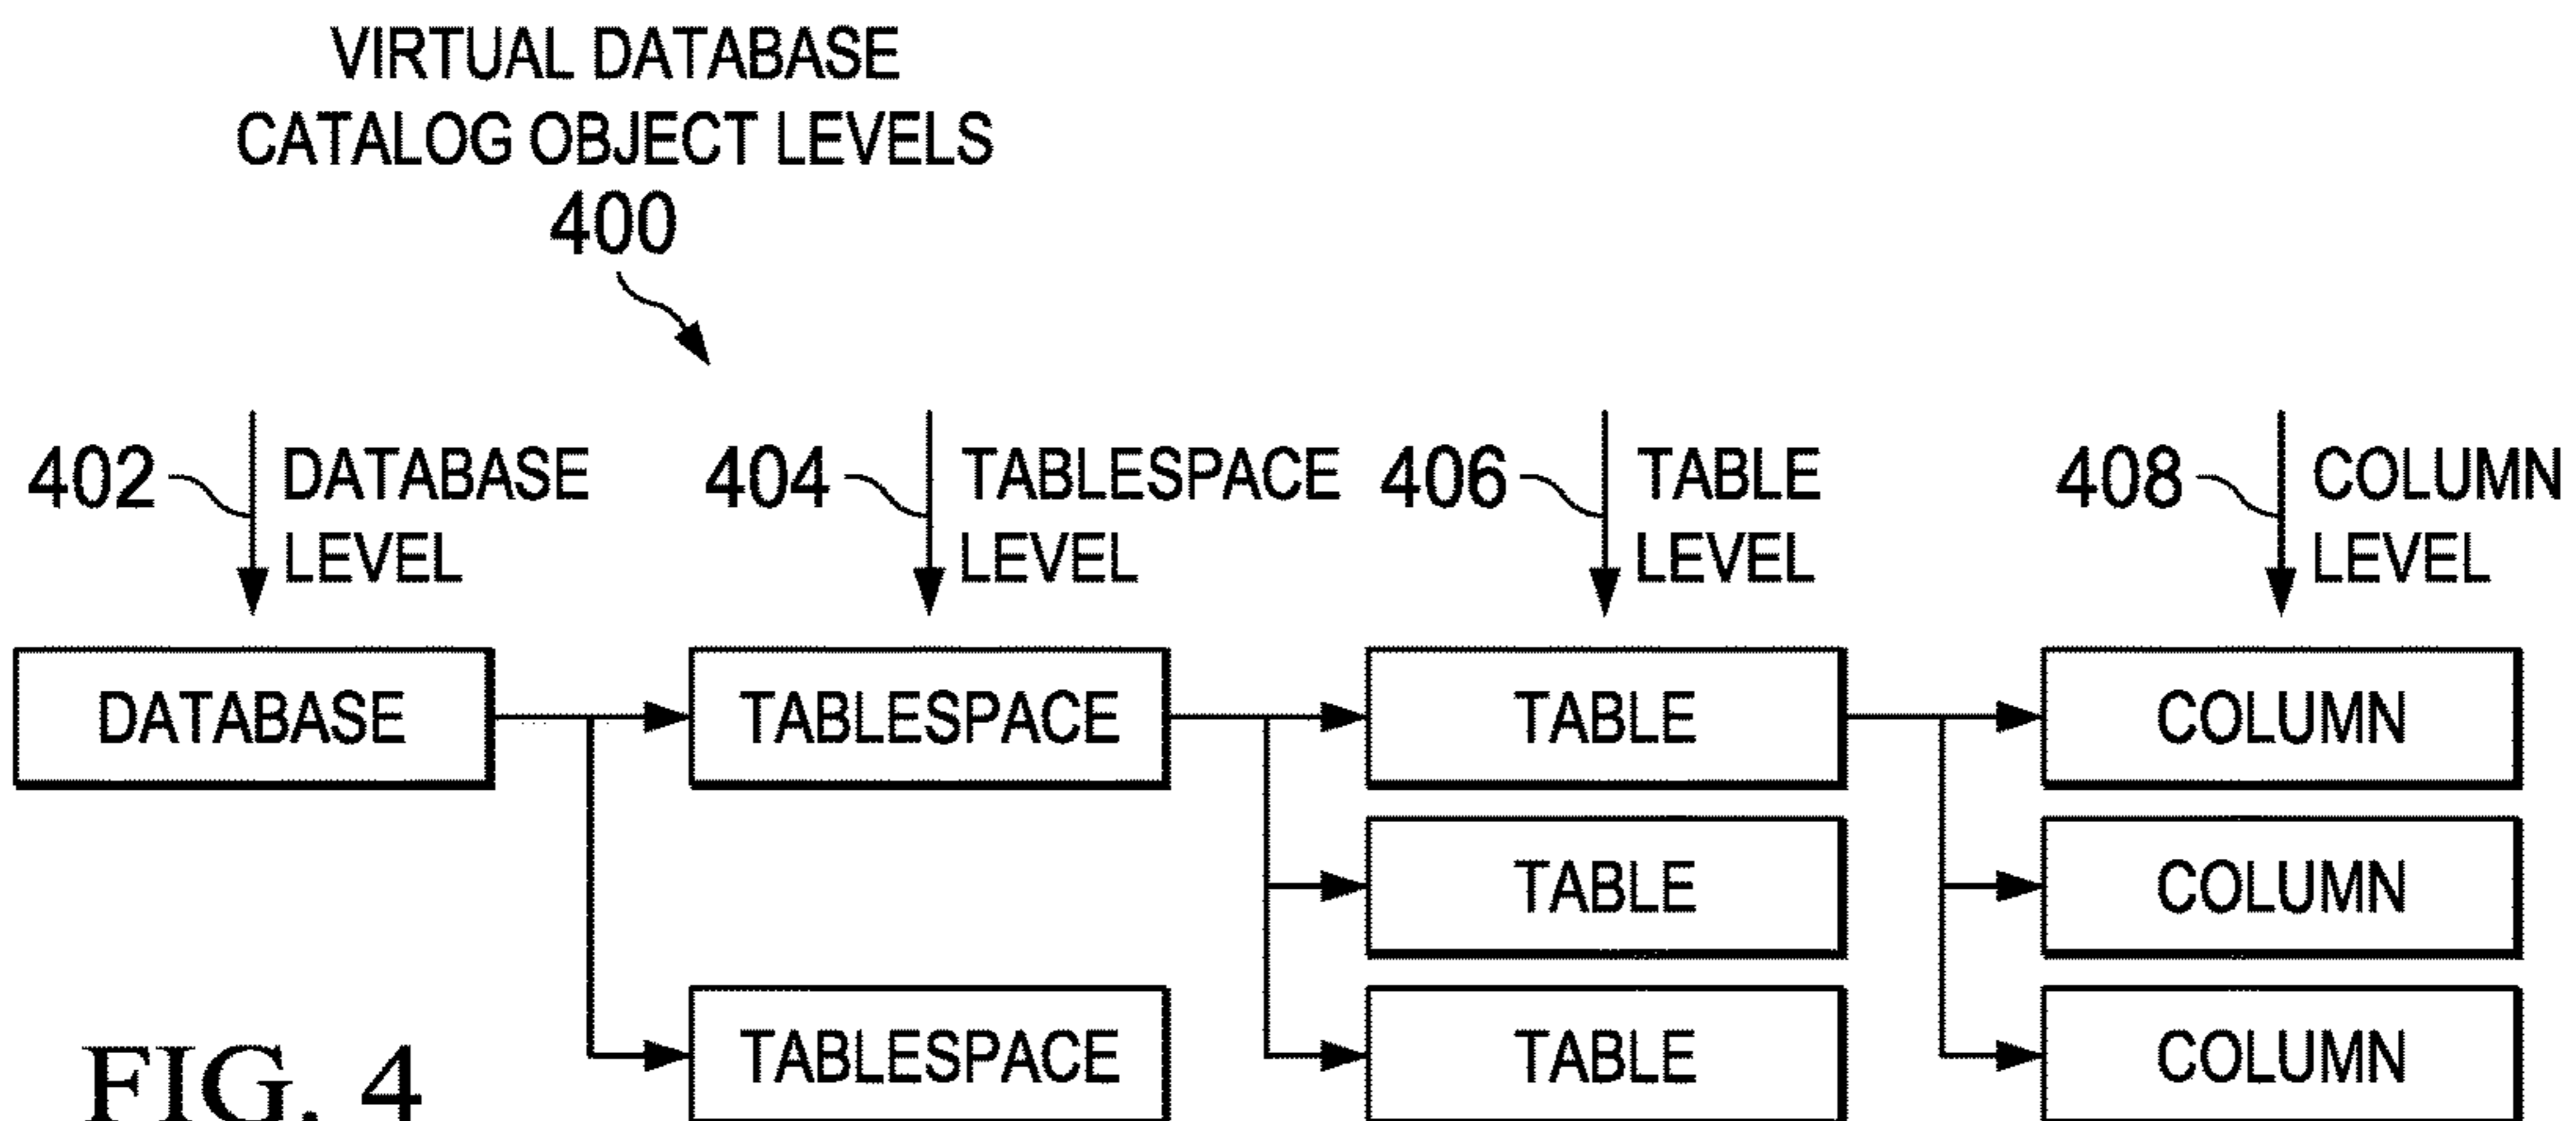 VIRTUAL DATABASE
CATALOG OBJECT LEVELS
400
402
DATABASE
LEVEL
404
TABLESPACE
LEVEL
406
TABLE
LEVEL
408
COLUMN
LEVEL
DATABASE
TABLESPACE
TABLE
COLUMN
TABLE
COLUMN
TABLESPACE
TABLE
COLUMN
FIG. 4